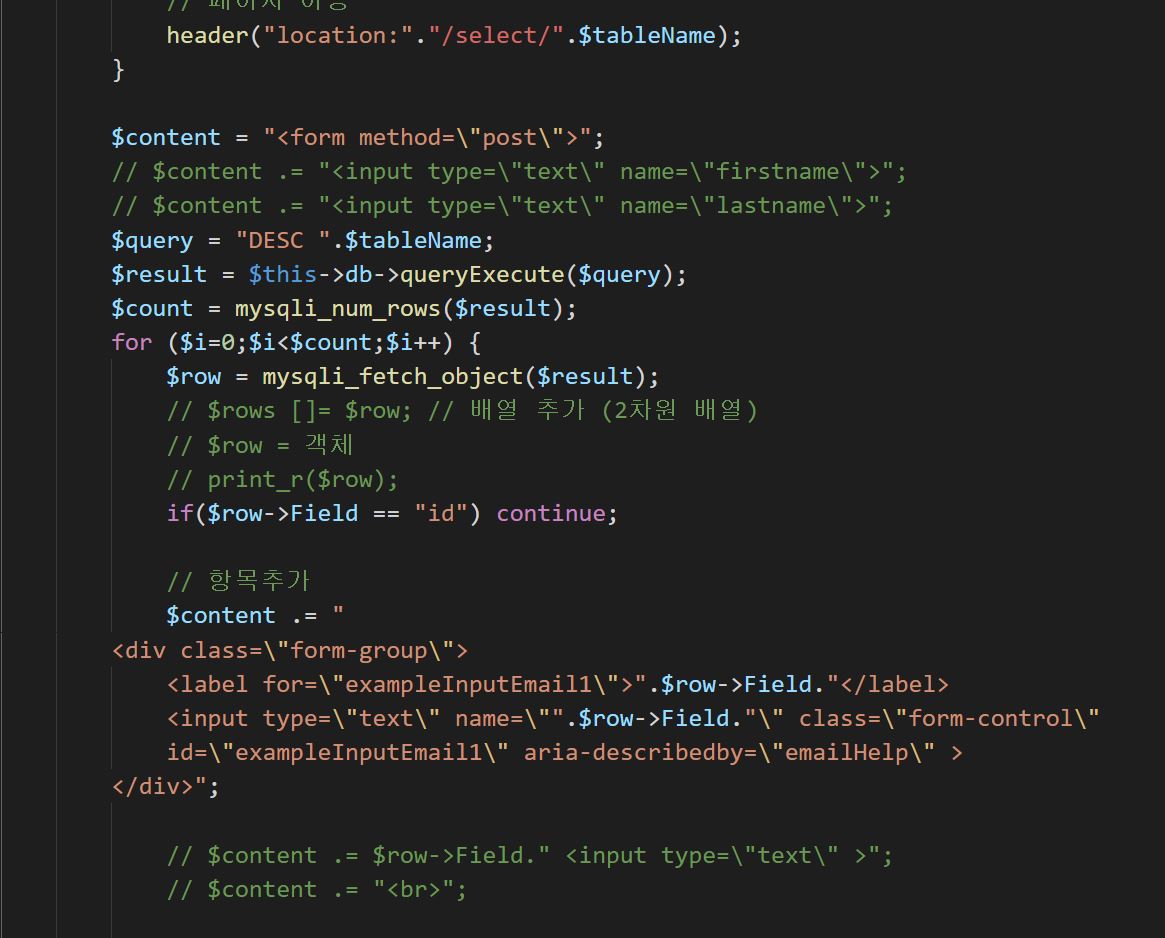 // 페이지 이동
header("location:"."/select/".$tableName);
}
$content = "<form method=\"post\">";
// $content .= "<input type=\"text\" name=\"firstname\">";
// $content .= "<input type=\"text\" name=\"lastname\">";
$query = "DESC ".$tableName;
$result = $this->db->queryExecute($query);
$count = mysqli_num_rows($result);
for ($i=0;$i<$count;$i++) {
$row = mysqli_fetch_object($result);
// $rows []= $row; // 배열 추가 (2차원 배열)
// $row = 객체
// print_r($row);
if($row->Field == "id") continue;
// 항목추가
$content .= "
<div class=\"form-group\">
<label for=\"exampleInputEmail1\">".$row->Field."</label>
<input type=\"text\" name=\"".$row->Field."\" class=\"form-control\"
id=\"exampleInputEmail1\" aria-describedby=\"emailHelp\" >
</div>";
// $content .= $row->Field." <input type=\"text\" >";
// $content .= "<br>";